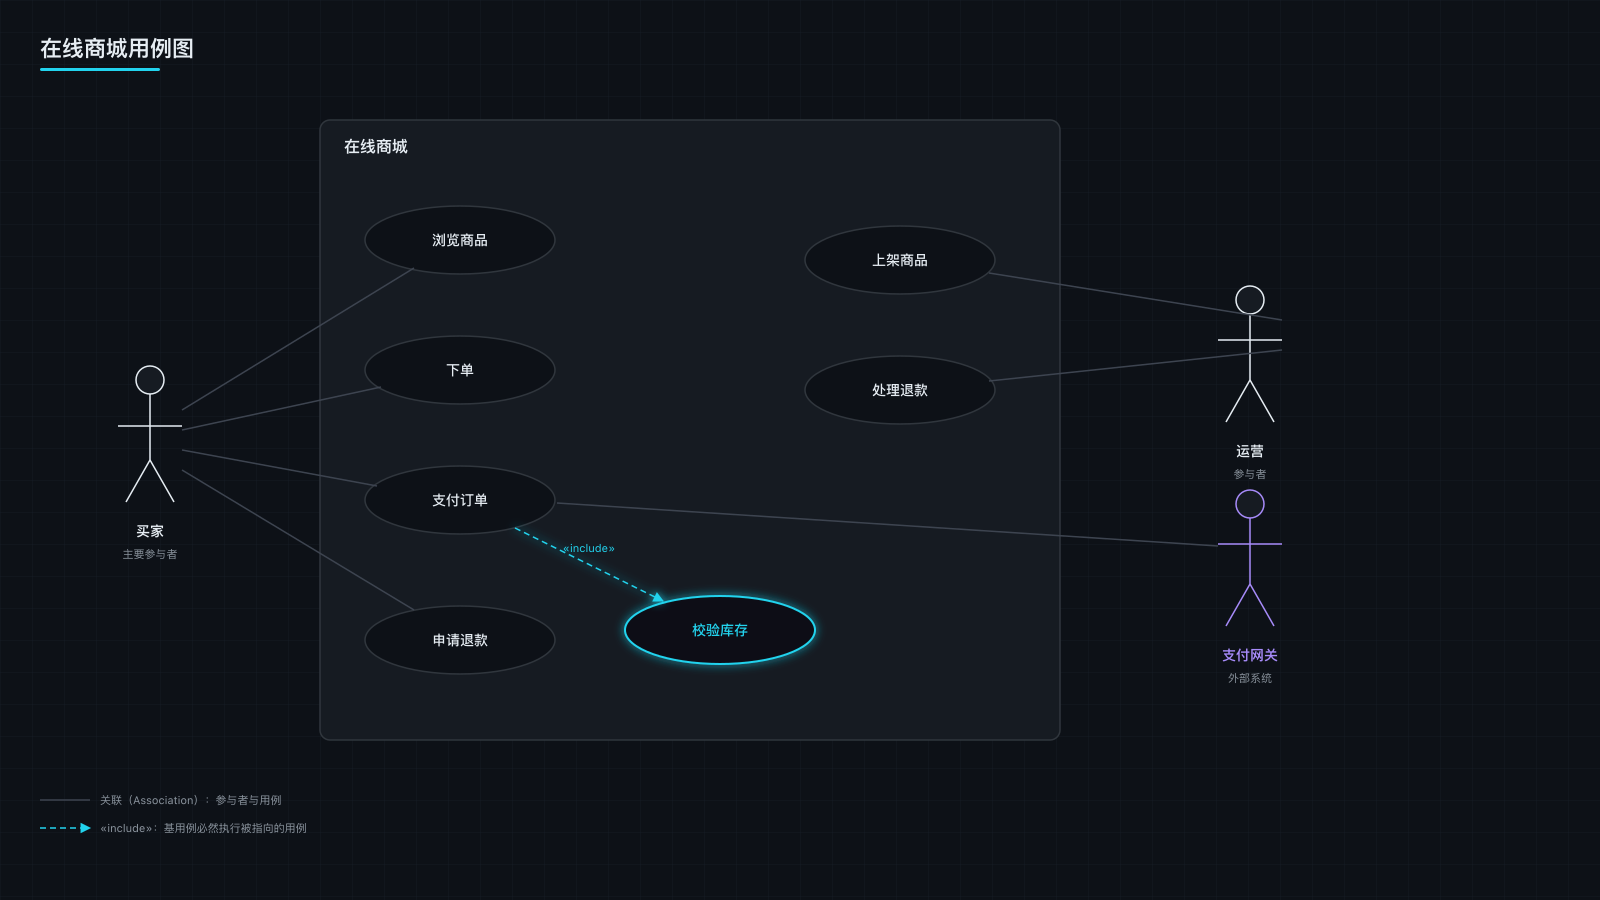 在线商城用例图
在线商城
浏览商品
上架商品
下单
处理退款
运营
参与者
支付订单
买家
主要参与者
«include»
校验库存
申请退款
支付网关
外部系统
关联（Association）：参与者与用例
«include»：基用例必然执行被指向的用例